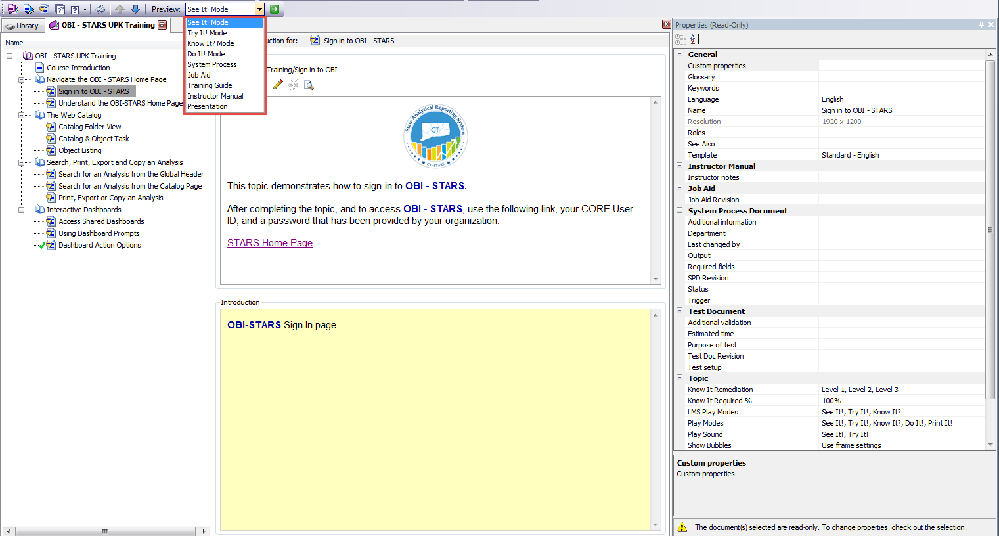 Preview: See It! Mode
See It! Mode
Try It! Mode
Know It? Mode
Do It! Mode
System Process
Job Aid
Training Guide
Instructor Manual
Presentation
Library
OBI - STARS UPK Training
Name
OBI - STARS UPK Training
Course Introduction
Navigate the OBI - STARS Home Page
Sign in to OBI - STARS
Understand the OBI-STARS Home Page
The Web Catalog
Catalog Folder View
Catalog & Object Task
Object Listing
Search, Print, Export and Copy an Analysis
Search for an Analysis from the Global Header
Search for an Analysis from the Catalog Page
Print, Export or Copy an Analysis
Interactive Dashboards
Access Shared Dashboards
Using Dashboard Prompts
Dashboard Action Options
uction for: Sign in to OBI - STARS
Training/Sign in to OBI
State Analytical Reporting System
CT
CT - STARS
This topic demonstrates how to sign-in to OBI - STARS.
After completing the topic, and to access OBI - STARS, use the following link, your CORE User
ID, and a password that has been provided by your organization.
STARS Home Page
Introduction
OBI-STARS.Sign In page.
Properties (Read-Only)
General
Custom properties
Glossary
Keywords
Language English
Name Sign in to OBI - STARS
Resolution 1920 x 1200
Roles
See Also
Template Standard - English
Instructor Manual
Instructor notes
Job Aid
Job Aid Revision
System Process Document
Additional information
Department
Last changed by
Output
Required fields
SPD Revision
Status
Trigger
Test Document
Additional validation
Estimated time
Purpose of test
Test Doc Revision
Test setup
Topic
Know It Remediation Level 1, Level 2, Level 3
Know It Required % 100%
LMS Play Modes See It!, Try It!, Know It?
Play Modes See It!, Try It!, Know It?, Do It!, Print It!
Play Sound See It!, Try It!
Show Bubbles Use frame settings
Custom properties
Custom properties
The document(s) selected are read-only. To change properties, check out the selection.